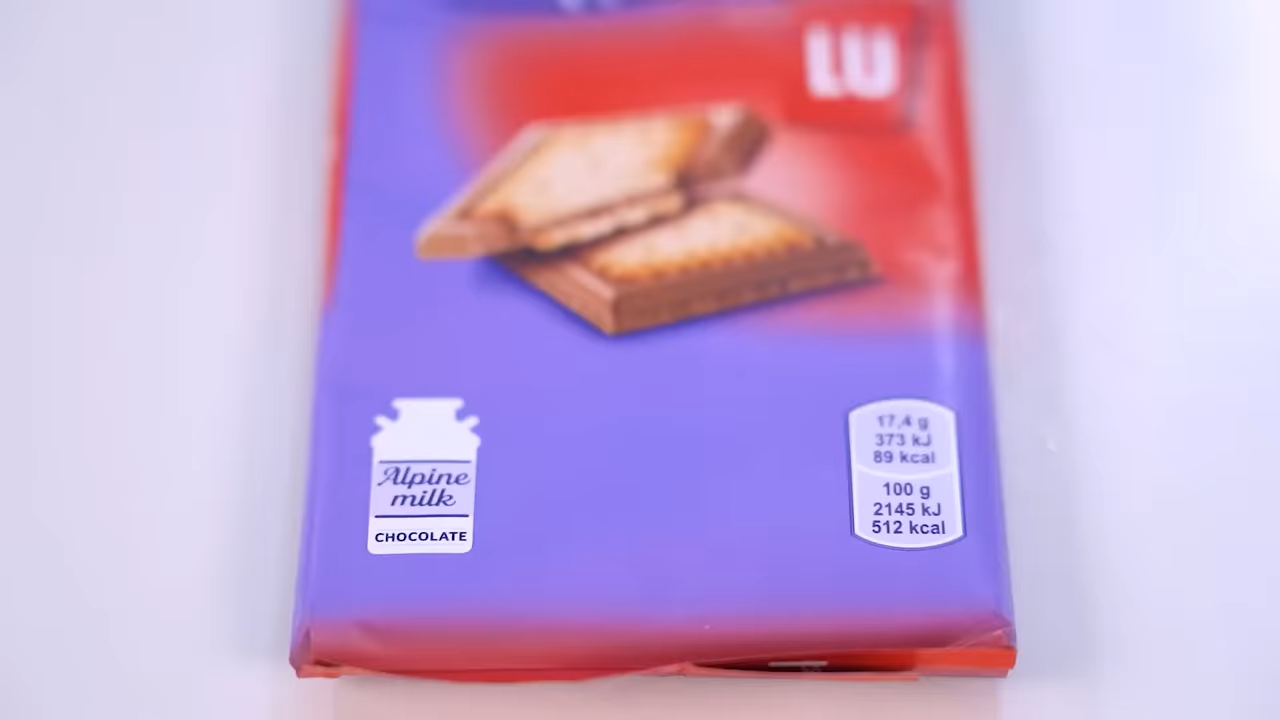 LU
Alpine
milk
CHOCOLATE
17,4 g
373 kJ
89 kcal
100 g
2145 kJ
512 kcal